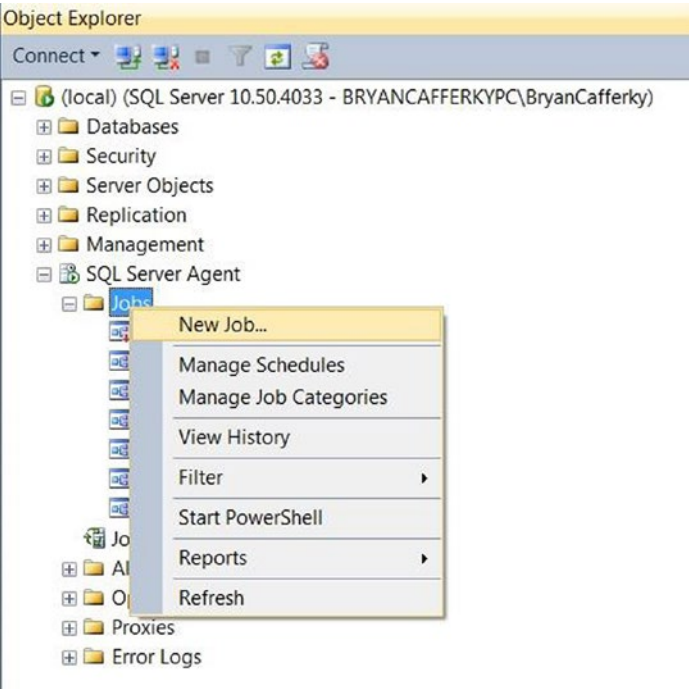 Object Explorer
Connect
(local) (SQL Server 10.50.4033 - BRYANCAFFERKYPC\BryanCafferky)
Databases
Security
Server Objects
Replication
Management
SQL Server Agent
Jobs
New Job...
Manage Schedules
Manage Job Categories
View History
Filter
Start PowerShell
Reports
Refresh
Proxies
Error Logs